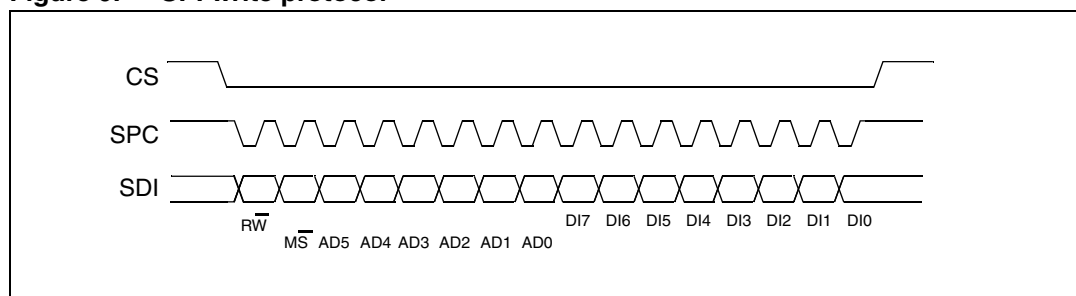 CS
SPC
SDI
RW DI7 DI6 DI5 DI4 DI3 DI2 DI1 DI0
MS AD5 AD4 AD3 AD2 AD1 AD0